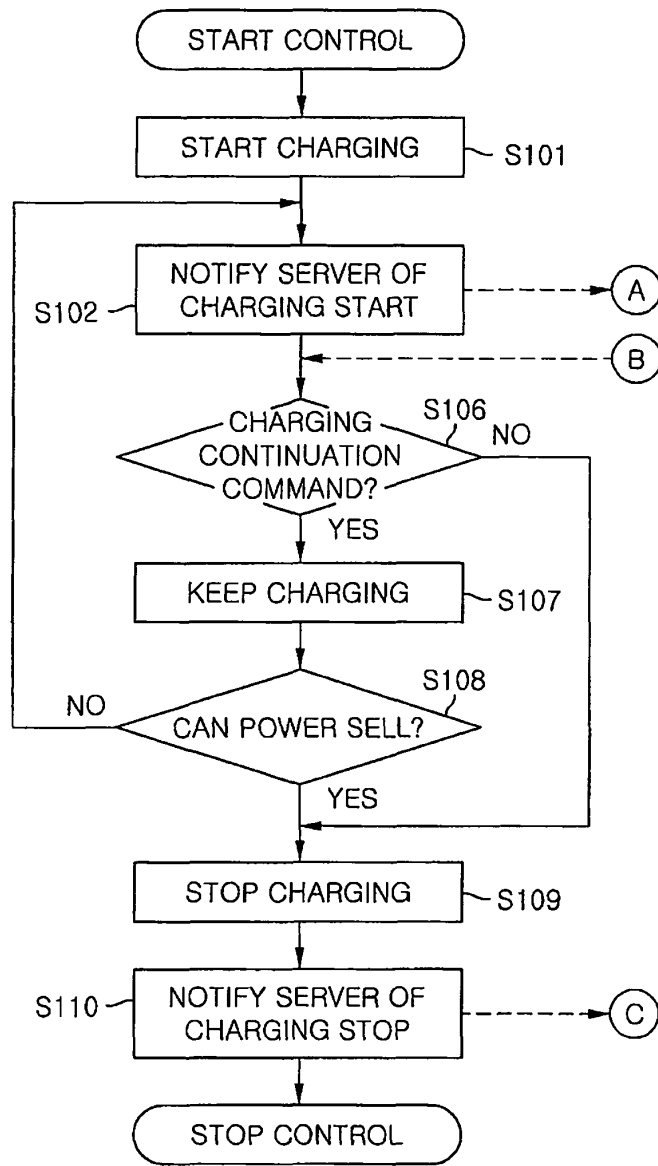 START CONTROL
START CHARGING
S101
NOTIFY SERVER OF
CHARGING START
S102
A
B
CHARGING
CONTINUATION
COMMAND?
S106
NO
YES
KEEP CHARGING
S107
CAN POWER SELL?
S108
NO
YES
STOP CHARGING
S109
NOTIFY SERVER OF
CHARGING STOP
S110
C
STOP CONTROL